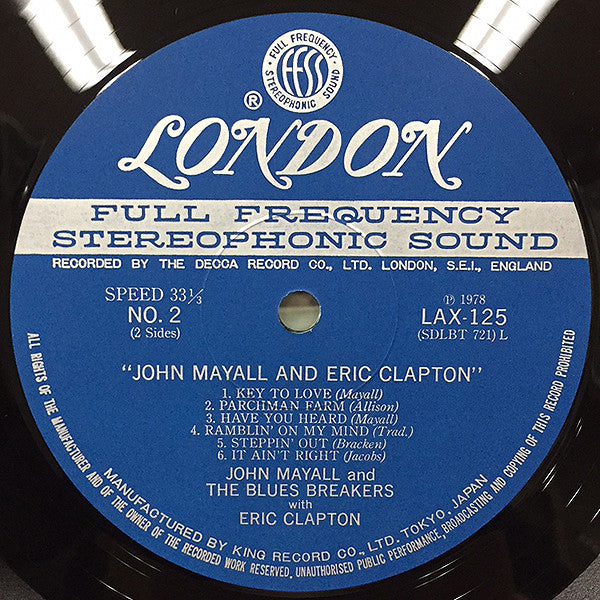 FULL FREQUENCY
ffss
STEREOPHONIC SOUND
®
LONDON
FULL FREQUENCY
STEREOPHONIC SOUND
RECORDED BY THE DECCA RECORD CO., LTD. LONDON, S.E.I., ENGLAND
SPEED 33⅓
NO. 2
(2 Sides)
℗ 1978
LAX-125
(SDLBT 721) L
"JOHN MAYALL AND ERIC CLAPTON"
1. KEY TO LOVE (Mayall)
2. PARCHMAN FARM (Allison)
3. HAVE YOU HEARD (Mayall)
4. RAMBLIN' ON MY MIND (Trad.)
5. STEPPIN' OUT (Bracken)
6. IT AIN'T RIGHT (Jacobs)
JOHN MAYALL and
THE BLUES BREAKERS
with
ERIC CLAPTON
MANUFACTURED BY KING RECORD CO., LTD. TOKYO, JAPAN
ALL RIGHTS OF THE MANUFACTURER AND OF THE OWNER OF THE RECORDED WORK RESERVED. UNAUTHORISED PUBLIC PERFORMANCE, BROADCASTING AND COPYING OF THIS RECORD PROHIBITED